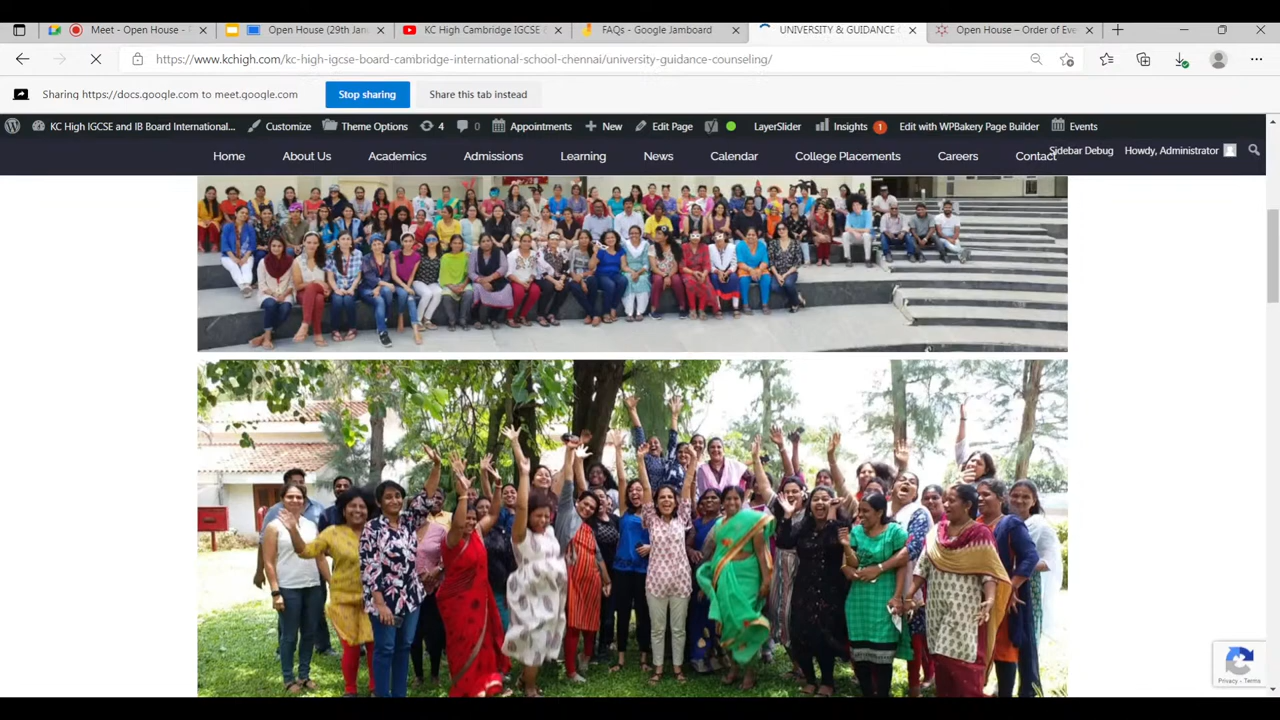 Meet - Open House - "F
Open House (29th Jan
KC High Cambridge IGCSE (
FAQs - Google Jamboard
UNIVERSITY & GUIDANCE C
Open House – Order of Eve
https://www.kchigh.com/kc-high-igcse-board-cambridge-international-school-chennai/university-guidance-counseling/
Sharing https://docs.google.com to meet.google.com
Stop sharing
Share this tab instead
KC High IGCSE and IB Board International...
Customize
Theme Options
4
0
Appointments
New
Edit Page
LayerSlider
Insights
1
Edit with WPBakery Page Builder
Events
Sidebar Debug
Howdy, Administrator
Home
About Us
Academics
Admissions
Learning
News
Calendar
College Placements
Careers
Contact
Privacy - Terms